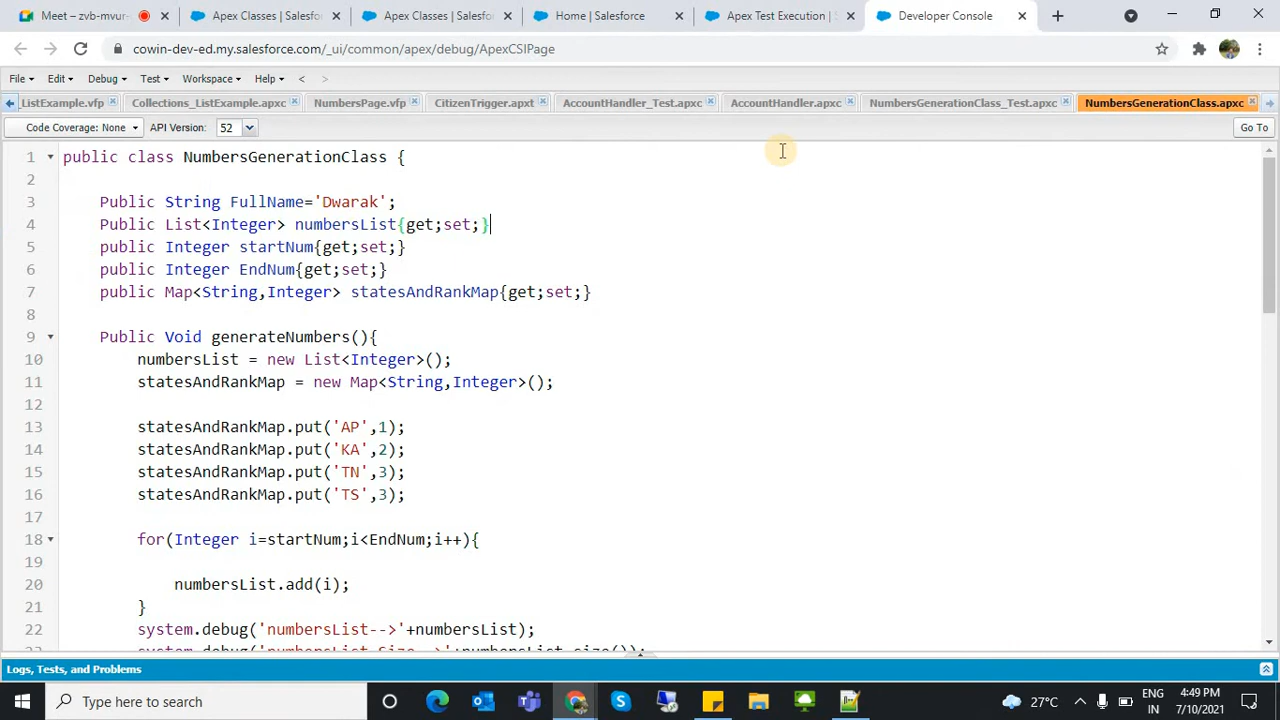 Meet – zvb-mvur-
Apex Classes | Salesfo
Apex Classes | Salesfo
Home | Salesforce
Apex Test Execution |
Developer Console
cowin-dev-ed.my.salesforce.com/_ui/common/apex/debug/ApexCSIPage
File Edit Debug Test Workspace Help < >
ListExample.vfp Collections_ListExample.apxc NumbersPage.vfp CitizenTrigger.apxt AccountHandler_Test.apxc AccountHandler.apxc NumbersGenerationClass_Test.apxc NumbersGenerationClass.apxc
Code Coverage: None API Version: 52 Go To
1 public class NumbersGenerationClass {
2
3 Public String FullName='Dwarak';
4 Public List<Integer> numbersList{get;set;}
5 public Integer startNum{get;set;}
6 public Integer EndNum{get;set;}
7 public Map<String,Integer> statesAndRankMap{get;set;}
8
9 Public Void generateNumbers(){
10 numbersList = new List<Integer>();
11 statesAndRankMap = new Map<String,Integer>();
12
13 statesAndRankMap.put('AP',1);
14 statesAndRankMap.put('KA',2);
15 statesAndRankMap.put('TN',3);
16 statesAndRankMap.put('TS',3);
17
18 for(Integer i=startNum;i<EndNum;i++){
19
20 numbersList.add(i);
21 }
22 system.debug('numbersList-->'+numbersList);
Logs, Tests, and Problems
Type here to search
27°C
ENG
IN
4:49 PM
7/10/2021